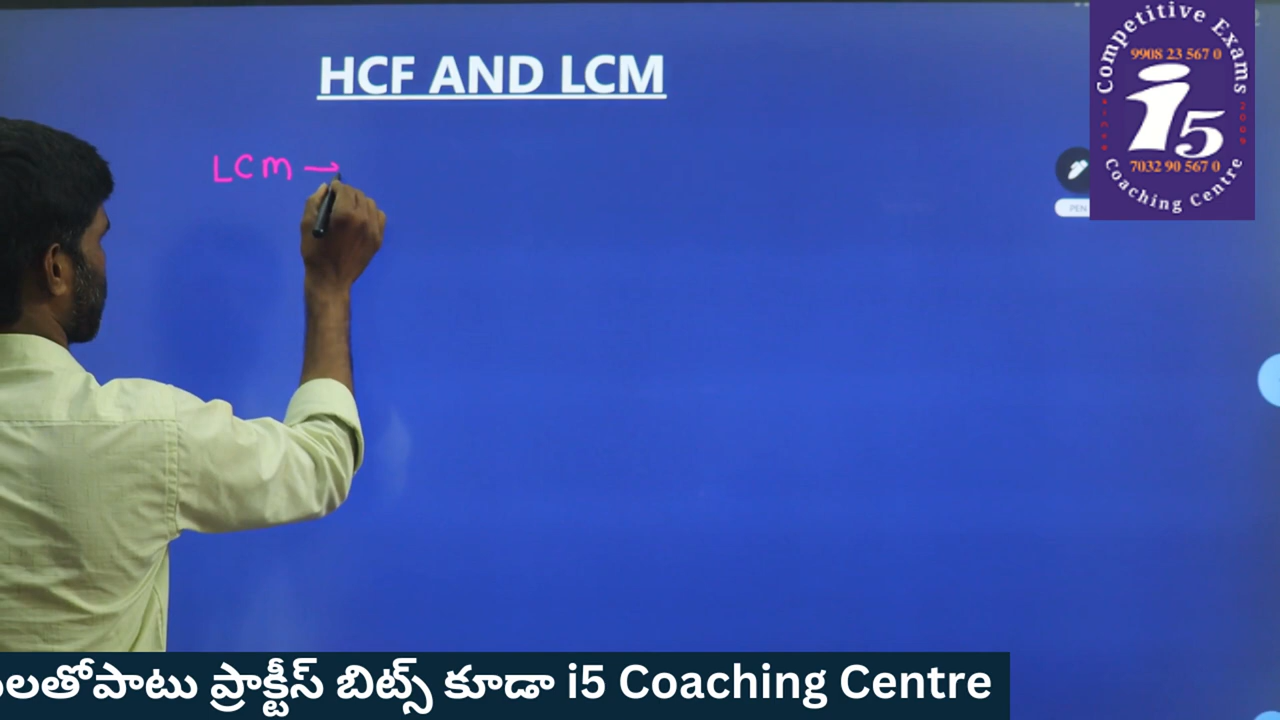 HCF AND LCM
LCM →
Competitive Exams
9908 23 567 0
i5
7032 90 567 0
Coaching Centre
PEN
ప్రాక్టీస్ బిట్స్ కూడా i5 Coaching Centre